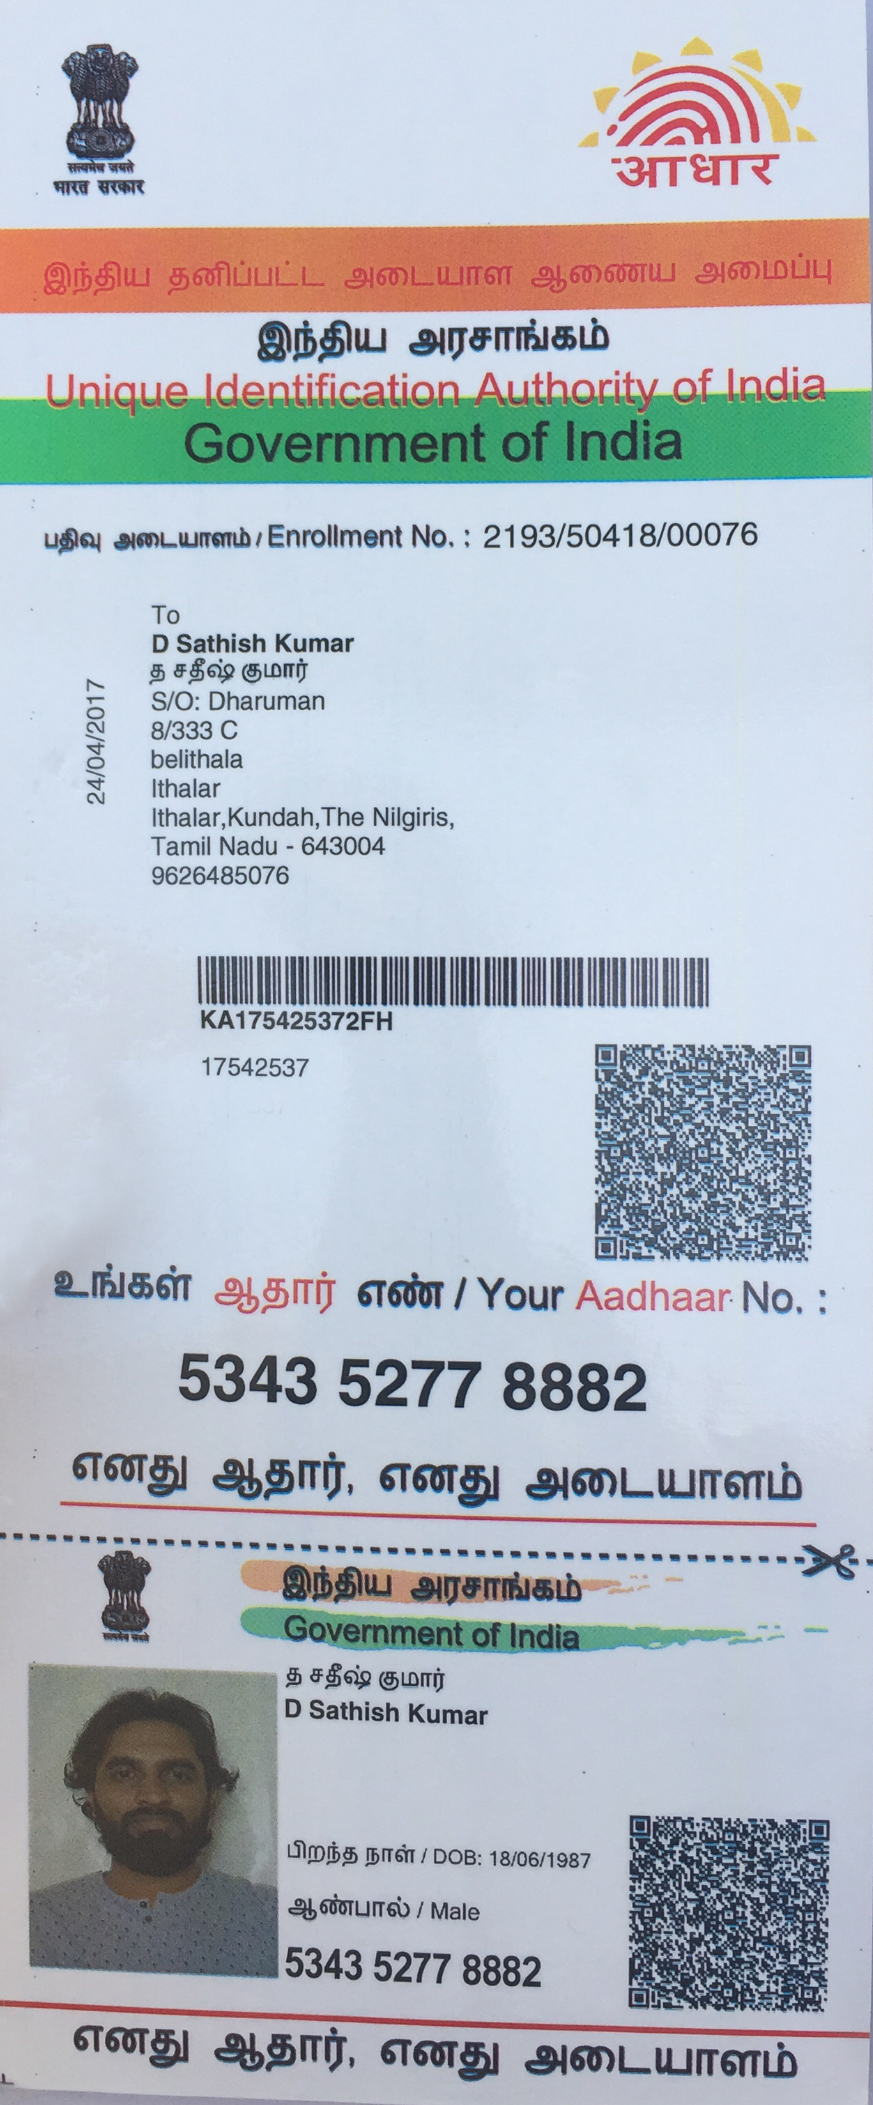 सत्यमेव जयते
भारत सरकार
आधार
இந்திய தனிப்பட்ட அடையாள ஆணைய அமைப்பு
இந்திய அரசாங்கம்
Unique Identification Authority of India
Government of India
பதிவு அடையாளம் / Enrollment No. : 2193/50418/00076
24/04/2017
To
D Sathish Kumar
த சதீஷ் குமார்
S/O: Dharuman
8/333 C
belithala
Ithalar
Ithalar,Kundah,The Nilgiris,
Tamil Nadu - 643004
9626485076
KA175425372FH
17542537
உங்கள் ஆதார் எண் / Your Aadhaar No. :
5343 5277 8882
எனது ஆதார், எனது அடையாளம்
இந்திய அரசாங்கம்
Government of India
த சதீஷ் குமார்
D Sathish Kumar
பிறந்த நாள் / DOB: 18/06/1987
ஆண்பால் / Male
5343 5277 8882
எனது ஆதார், எனது அடையாளம்